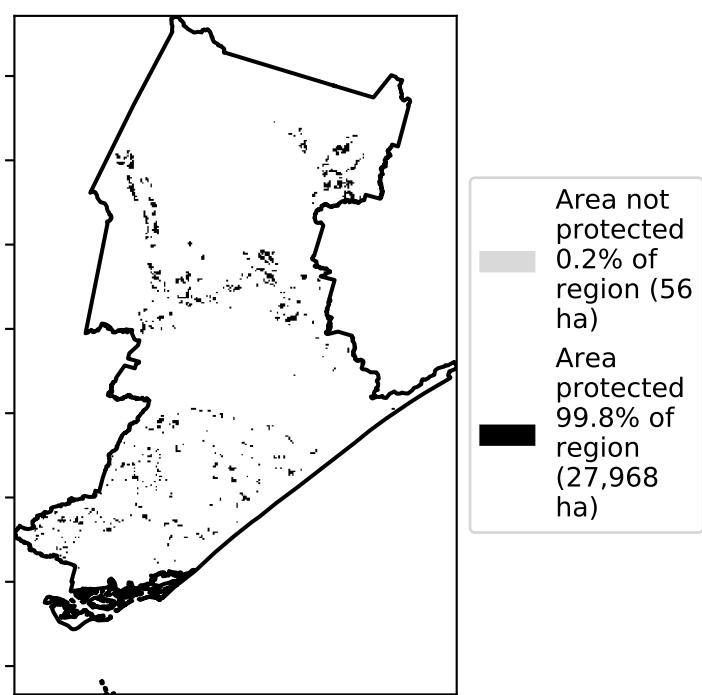 Area not
protected
0.2% of
region (56
ha)
Area
protected
99.8% of
region
(27,968
ha)